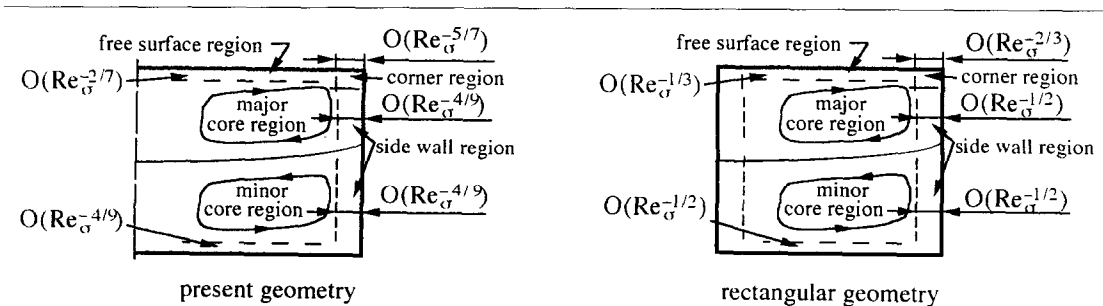 free surface region
O(Re_σ^{-5/7})
O(Re_σ^{-2/7})
corner region
major
core region
O(Re_σ^{-4/9})
side wall region
minor
core region
O(Re_σ^{-4/9})
O(Re_σ^{-4/9})
present geometry
free surface region
O(Re_σ^{-2/3})
O(Re_σ^{-1/3})
corner region
major
core region
O(Re_σ^{-1/2})
side wall region
minor
core region
O(Re_σ^{-1/2})
O(Re_σ^{-1/2})
rectangular geometry